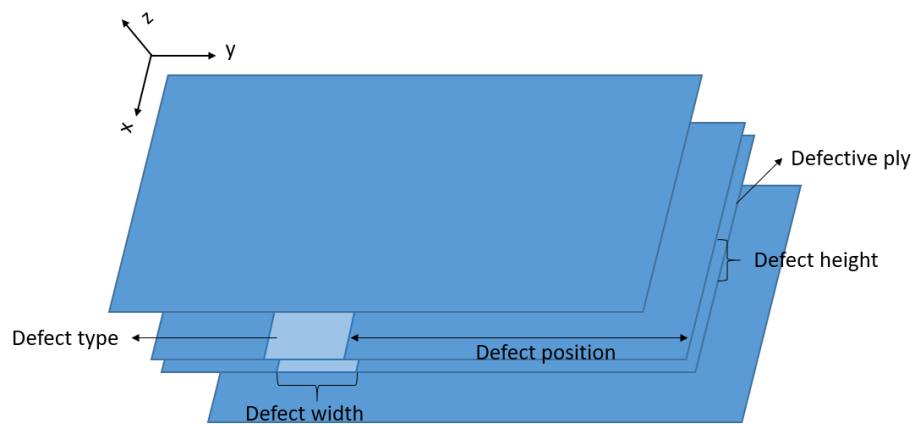 z
y
x
Defective ply
Defect height
Defect type
Defect position
Defect width